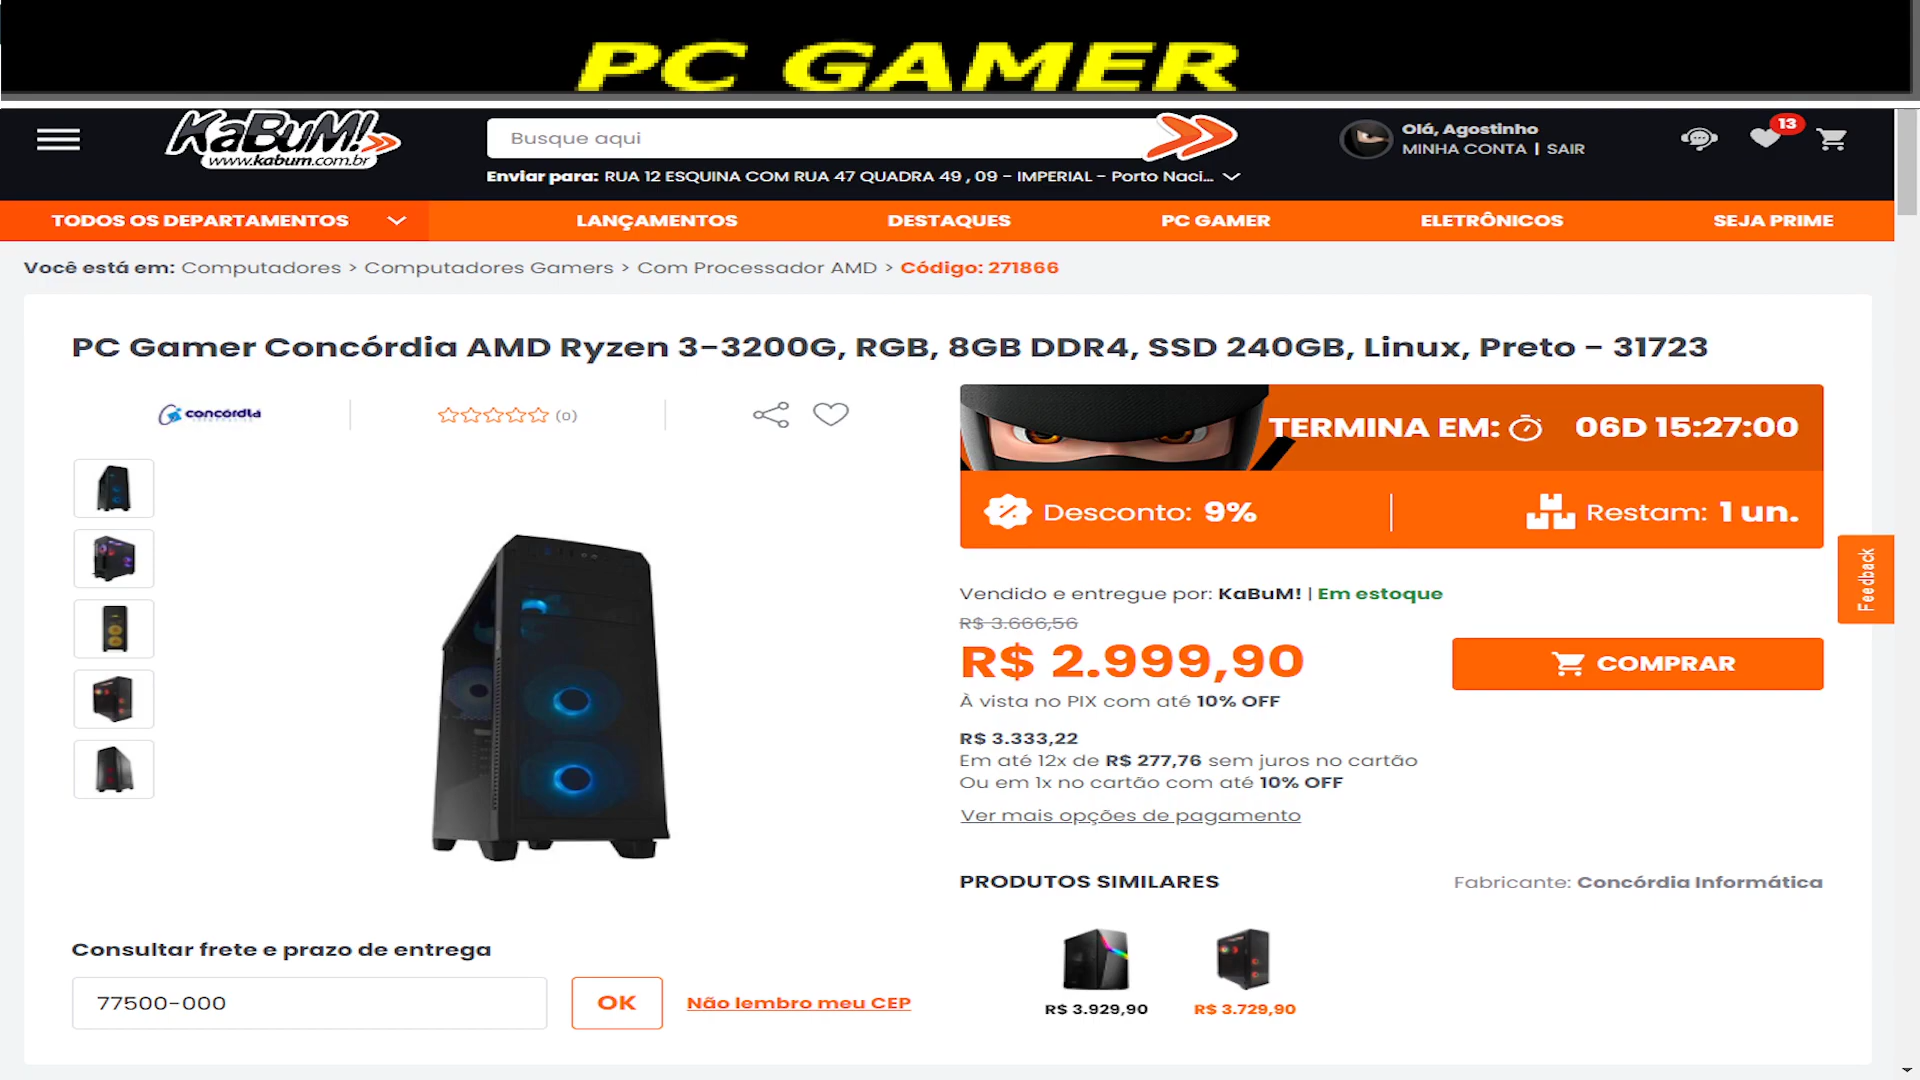 PC GAMER
KaBuM!
www.kabum.com.br
Busque aqui
Olá, Agostinho
MINHA CONTA | SAIR
13
Enviar para: RUA 12 ESQUINA COM RUA 47 QUADRA 49 , 09 - IMPERIAL - Porto Naci...
TODOS OS DEPARTAMENTOS
LANÇAMENTOS
DESTAQUES
PC GAMER
ELETRÔNICOS
SEJA PRIME
Você está em: Computadores > Computadores Gamers > Com Processador AMD > Código: 271866
PC Gamer Concórdia AMD Ryzen 3-3200G, RGB, 8GB DDR4, SSD 240GB, Linux, Preto - 31723
concórdia
(0)
TERMINA EM: 06D 15:27:00
Desconto: 9%
Restam: 1 un.
Feedback
Vendido e entregue por: KaBuM! | Em estoque
R$ 3.666,56
R$ 2.999,90
COMPRAR
À vista no PIX com até 10% OFF
R$ 3.333,22
Em até 12x de R$ 277,76 sem juros no cartão
Ou em 1x no cartão com até 10% OFF
Ver mais opções de pagamento
PRODUTOS SIMILARES
Fabricante: Concórdia Informática
R$ 3.929,90
R$ 3.729,90
Consultar frete e prazo de entrega
77500-000
OK
Não lembro meu CEP